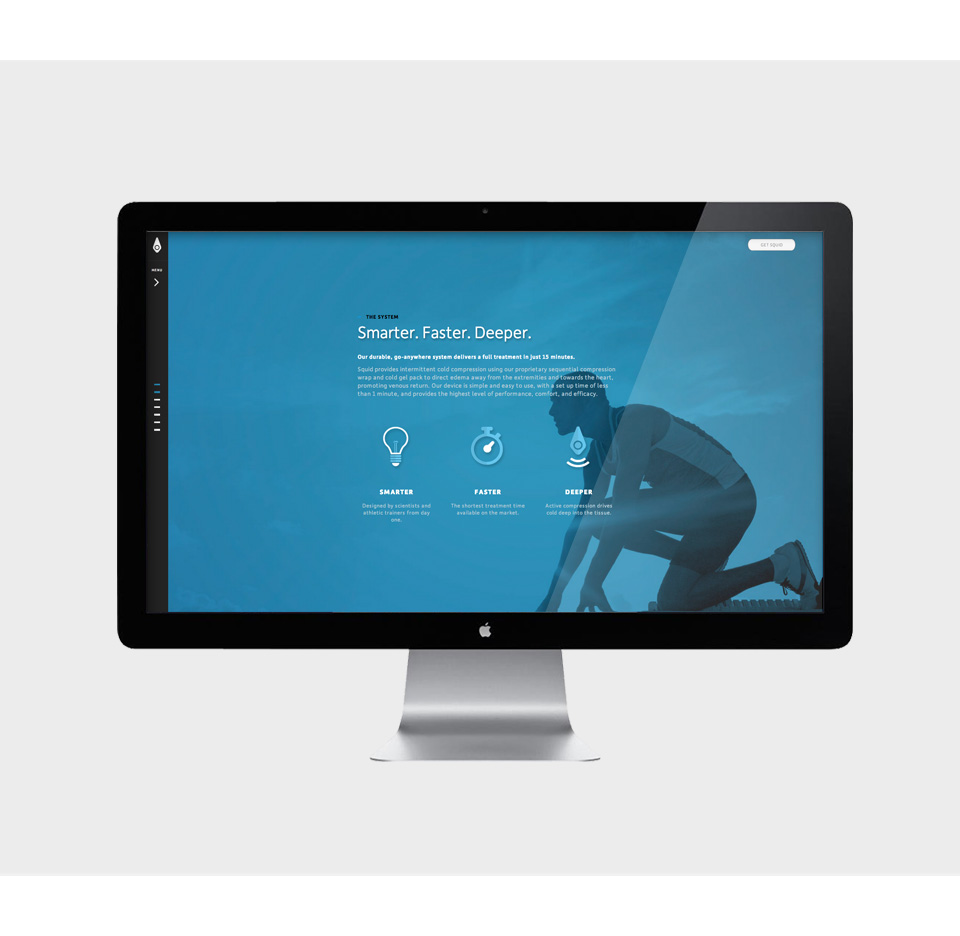 GET SQUID
MENU
THE SYSTEM
Smarter. Faster. Deeper.
Our durable, go-anywhere system delivers a full treatment in just 15 minutes.
Squid provides intermittent cold compression using our proprietary sequential compression
wrap and cold gel pack to direct edema away from the extremities and towards the heart,
promoting venous return. Our device is simple and easy to use, with a set up time of less
than 1 minute, and provides the highest level of performance, comfort, and efficacy.
SMARTER
Designed by scientists and
athletic trainers from day
one.
FASTER
The shortest treatment time
available on the market.
DEEPER
Active compression drives
cold deep into the tissue.